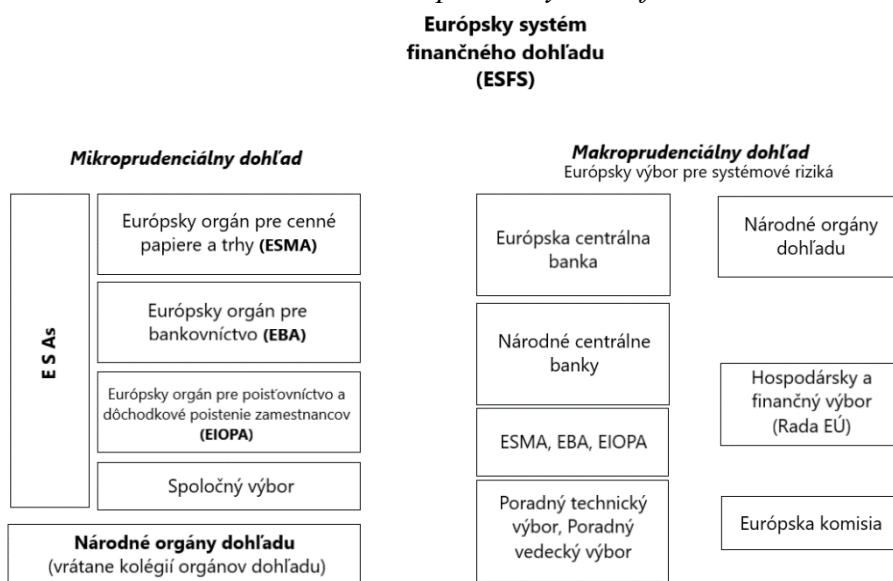 Európsky systém
finančného dohľadu
(ESFS)
Mikroprudenciálny dohľad
E S As
Európsky orgán pre cenné
papiere a trhy (ESMA)
Európsky orgán pre
bankovníctvo (EBA)
Európsky orgán pre poisťovníctvo a
dôchodkové poistenie zamestnancov
(EIOPA)
Spoločný výbor
Národné orgány dohľadu
(vrátane kolégií orgánov dohľadu)
Makroprudenciálny dohľad
Európsky výbor pre systémové riziká
Európska centrálna
banka
Národné centrálne
banky
ESMA, EBA, EIOPA
Poradný technický
výbor, Poradný
vedecký výbor
Národné orgány
dohľadu
Hospodársky a
finančný výbor
(Rada EÚ)
Európska komisia